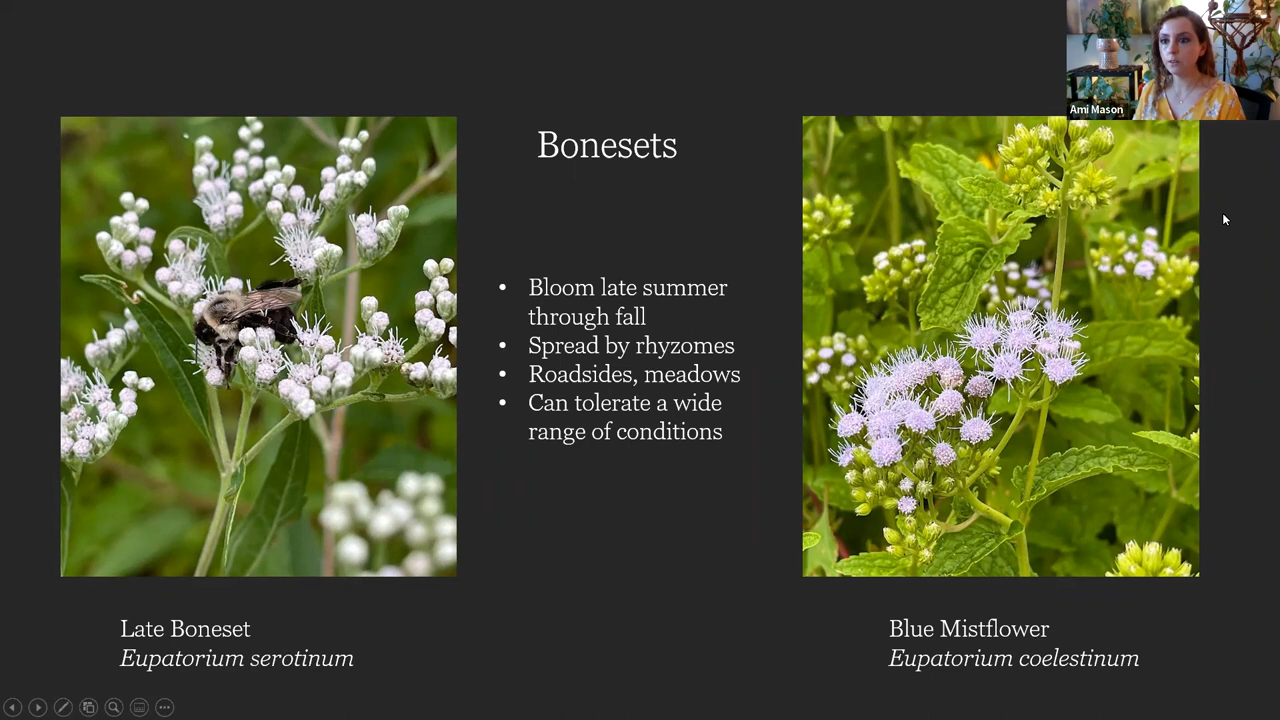 Ami Mason
Bonesets
• Bloom late summer
through fall
• Spread by rhyzomes
• Roadsides, meadows
• Can tolerate a wide
range of conditions
Late Boneset
Eupatorium serotinum
Blue Mistflower
Eupatorium coelestinum